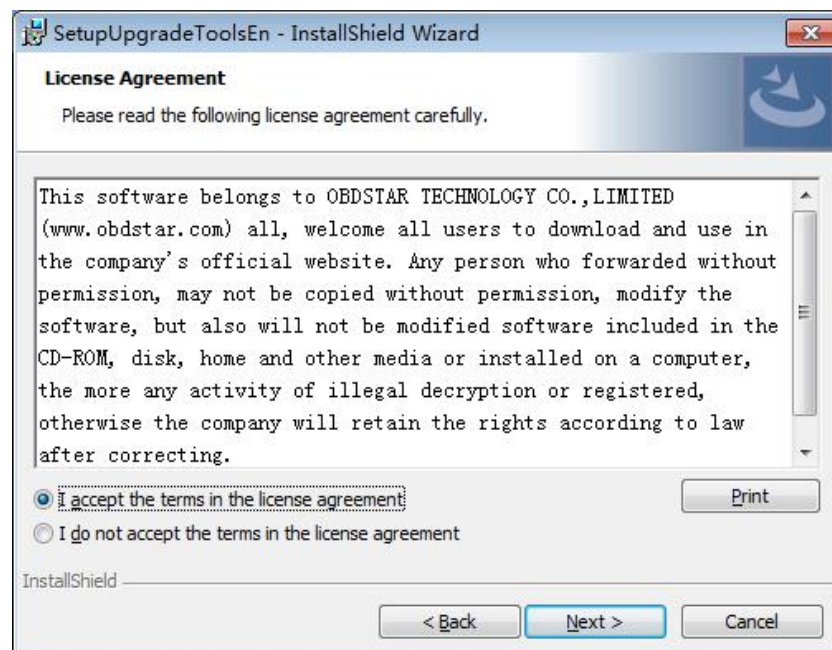 SetupUpgradeToolsEn - InstallShield Wizard
License Agreement
Please read the following license agreement carefully.
This software belongs to OBDSTAR TECHNOLOGY CO.,LIMITED
(www.obdstar.com) all, welcome all users to download and use in
the company's official website. Any person who forwarded without
permission, may not be copied without permission, modify the
software, but also will not be modified software included in the
CD-ROM, disk, home and other media or installed on a computer,
the more any activity of illegal decryption or registered,
otherwise the company will retain the rights according to law
after correcting.
I accept the terms in the license agreement
Print
I do not accept the terms in the license agreement
InstallShield
< Back Next > Cancel